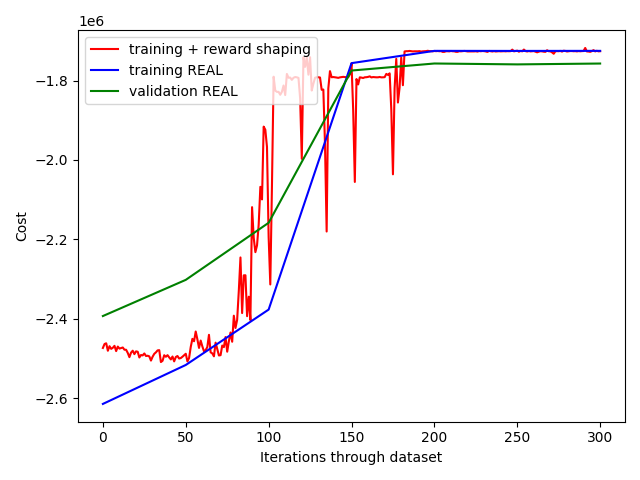 1e6
training + reward shaping
training REAL
validation REAL
Cost
−1.8
−2.0
−2.2
−2.4
−2.6
0 50 100 150 200 250 300
Iterations through dataset